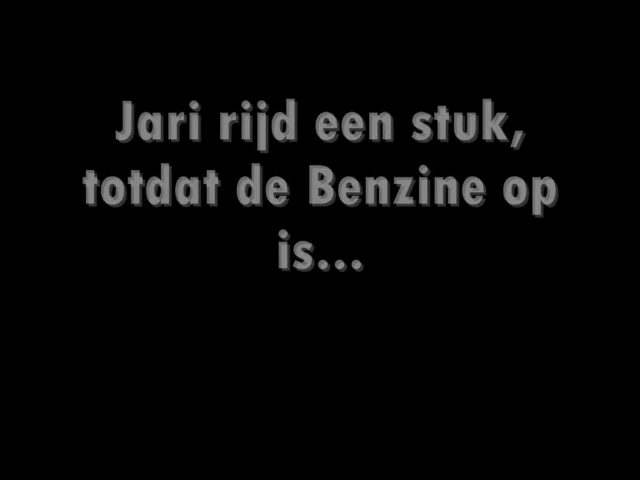 Jari rijd een stuk,
totdat de Benzine op
is...